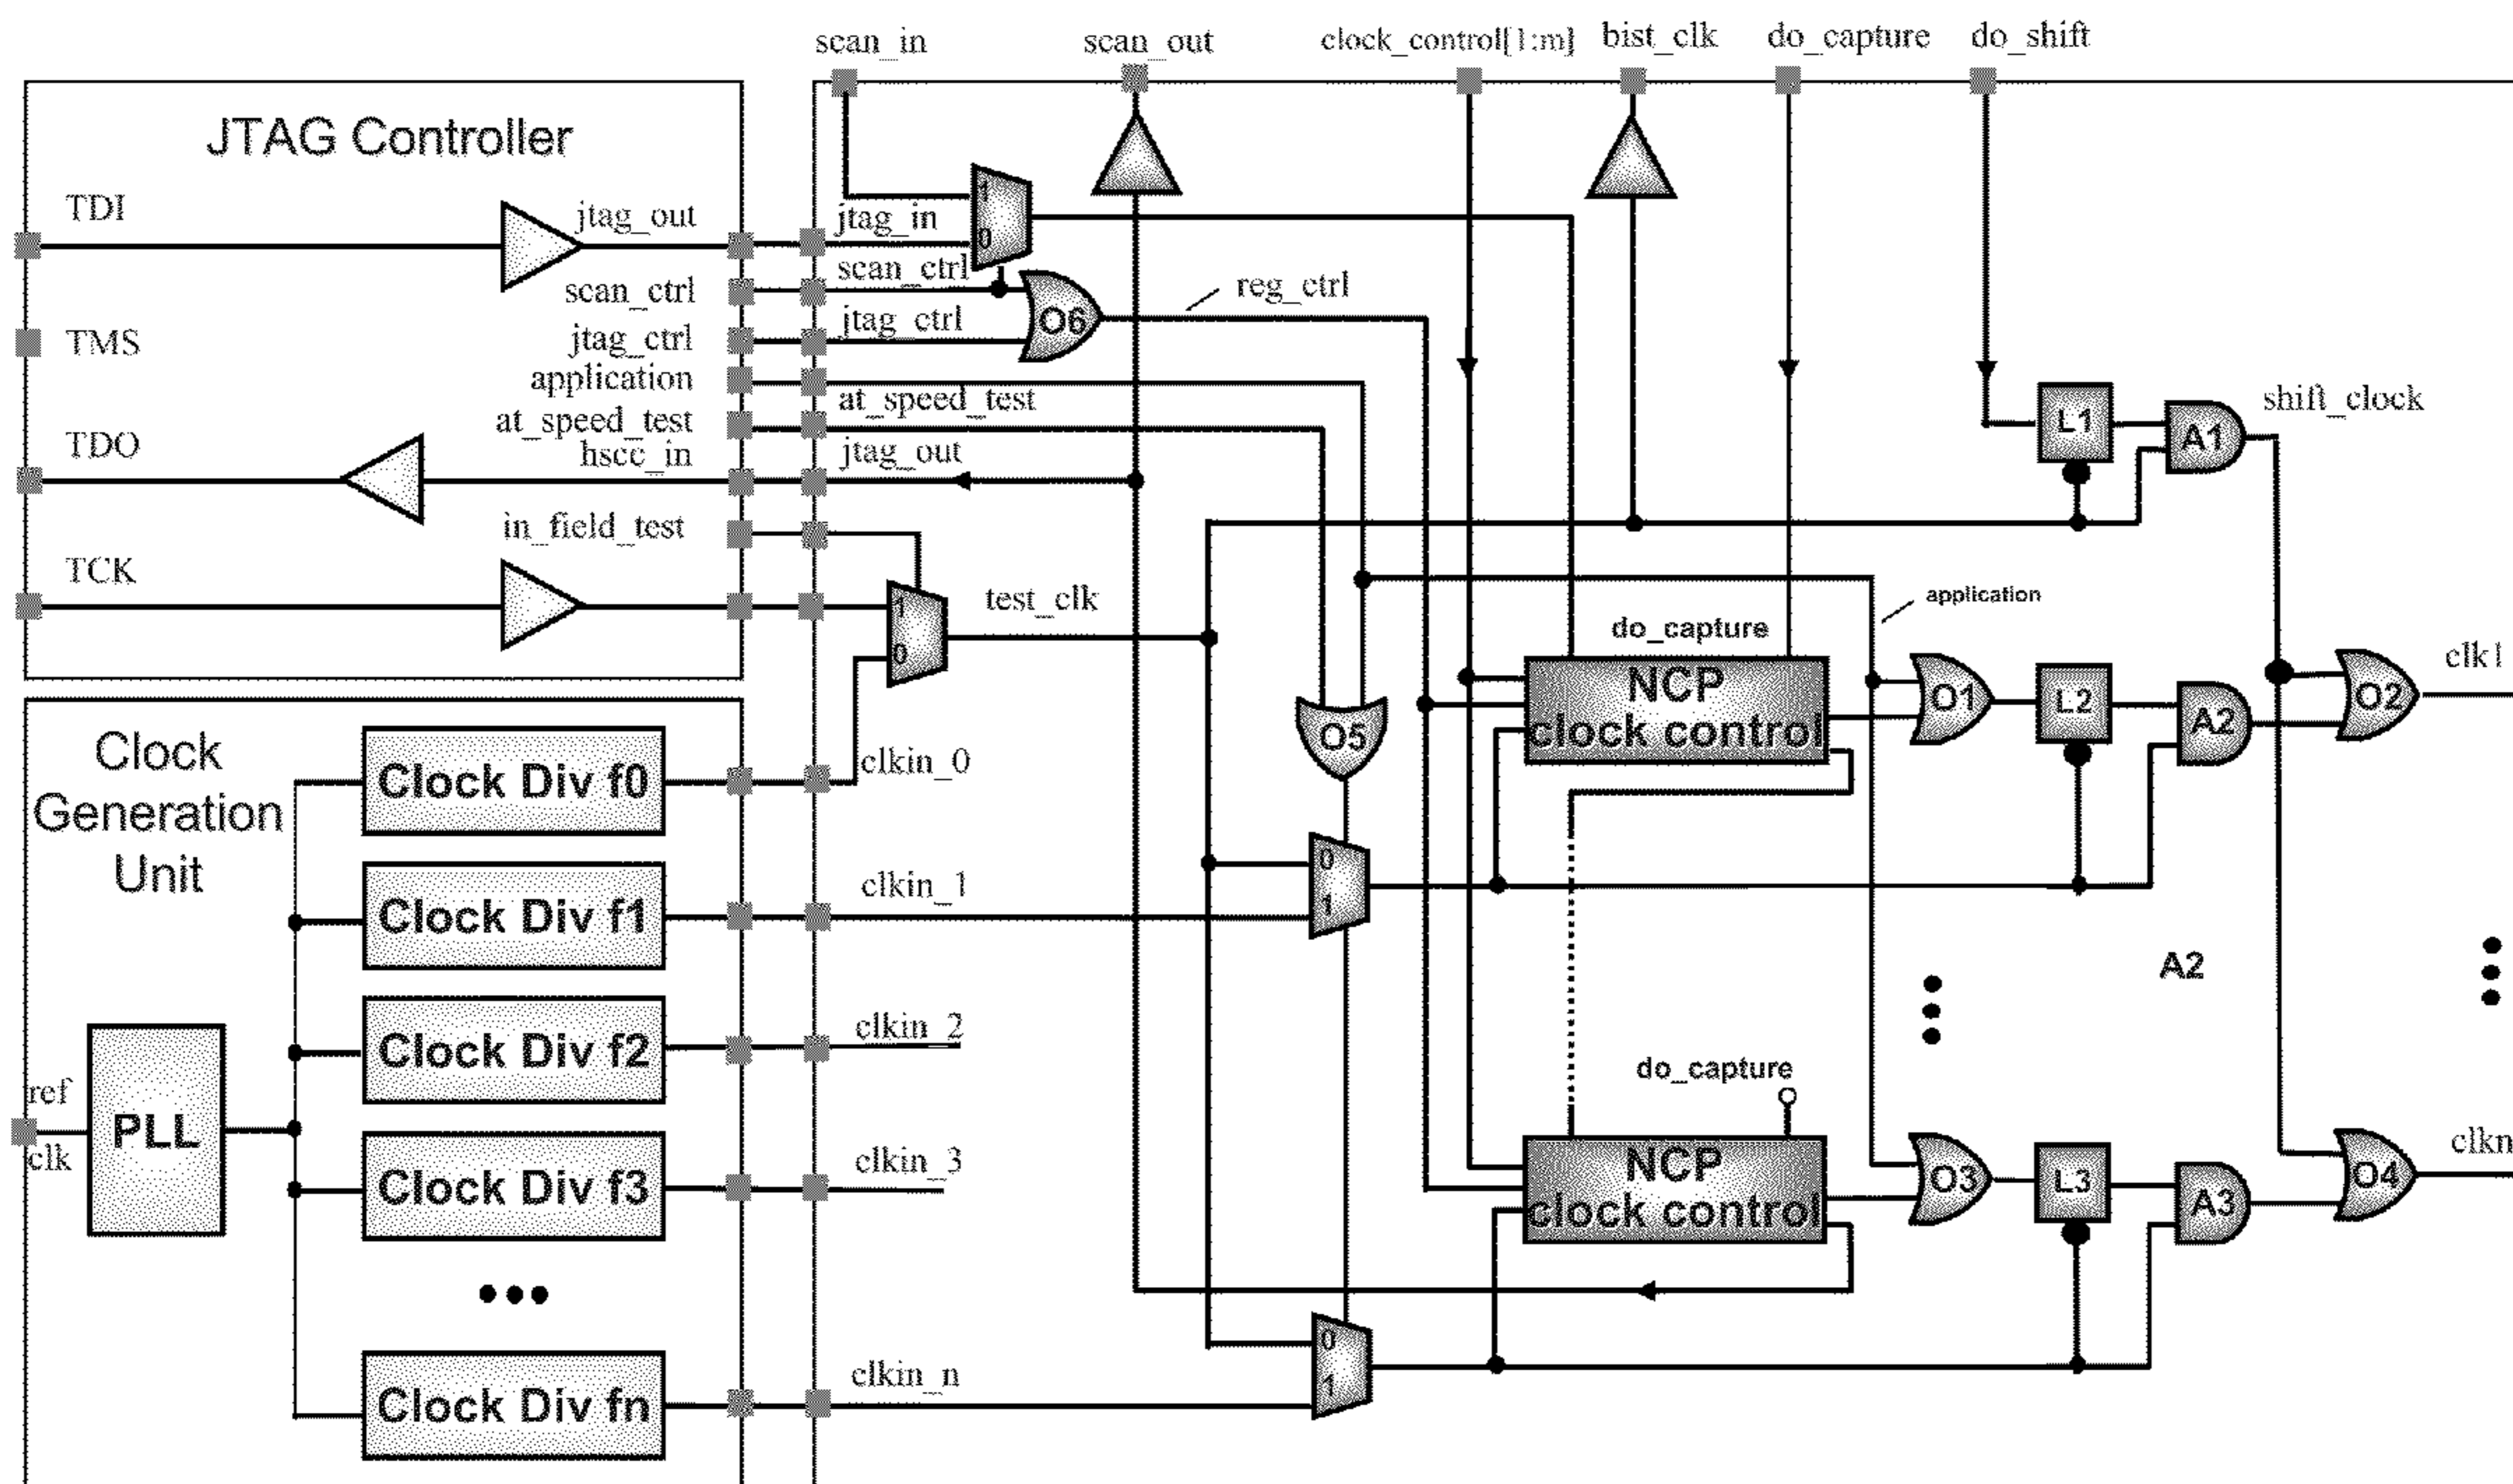 scan_in
scan_out
clock_control[1:m]
bist_clk
do_capture
do_shift
JTAG Controller
TDI
jtag_out
jtag_in
1
0
scan_ctrl
scan_ctrl
O6
reg_ctrl
TMS
jtag_ctrl
jtag_ctrl
application
at_speed_test
at_speed_test
TDO
hscc_in
jtag_out
L1
A1
shift_clock
in_field_test
TCK
1
0
test_clk
application
do_capture
NCP
clock control
O1
L2
A2
O2
clk1
Clock
Generation
Unit
Clock Div f0
clkin_0
O5
Clock Div f1
clkin_1
0
1
A2
Clock Div f2
clkin_2
do_capture
ref
clk
PLL
Clock Div f3
clkin_3
NCP
clock control
O3
L3
A3
O4
clkn
Clock Div fn
clkin_n
0
1